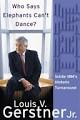 Who Says
Elephants Can't
Dance?
Inside IBM's
Historic
Turnaround
Louis V.
Gerstner, Jr.